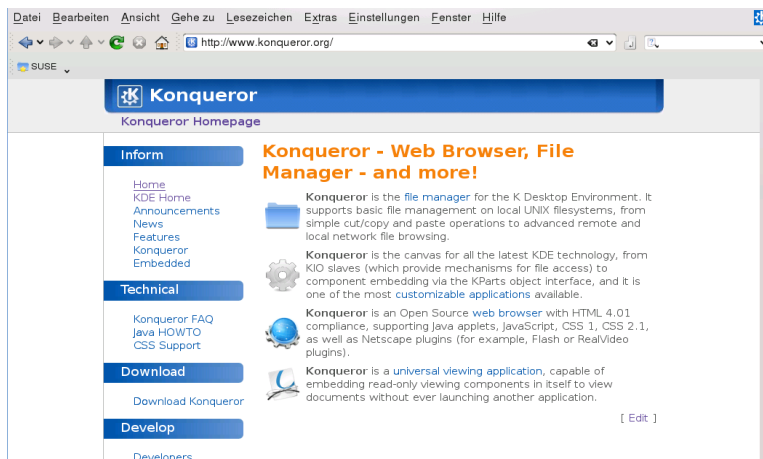 Datei Bearbeiten Ansicht Gehe zu Lesezeichen Extras Einstellungen Fenster Hilfe
http://www.konqueror.org/
SUSE
Konqueror
Konqueror Homepage
Inform
Home
KDE Home
Announcements
News
Features
Konqueror
Embedded
Technical
Konqueror FAQ
Java HOWTO
CSS Support
Download
Download Konqueror
Develop
Developers
Konqueror - Web Browser, File
Manager - and more!
Konqueror is the file manager for the K Desktop Environment. It
supports basic file management on local UNIX filesystems, from
simple cut/copy and paste operations to advanced remote and
local network file browsing.
Konqueror is the canvas for all the latest KDE technology, from
KIO slaves (which provide mechanisms for file access) to
component embedding via the KParts object interface, and it is
one of the most customizable applications available.
Konqueror is an Open Source web browser with HTML 4.01
compliance, supporting Java applets, JavaScript, CSS 1, CSS 2.1,
as well as Netscape plugins (for example, Flash or RealVideo
plugins).
Konqueror is a universal viewing application, capable of
embedding read-only viewing components in itself to view
documents without ever launching another application.
[ Edit ]